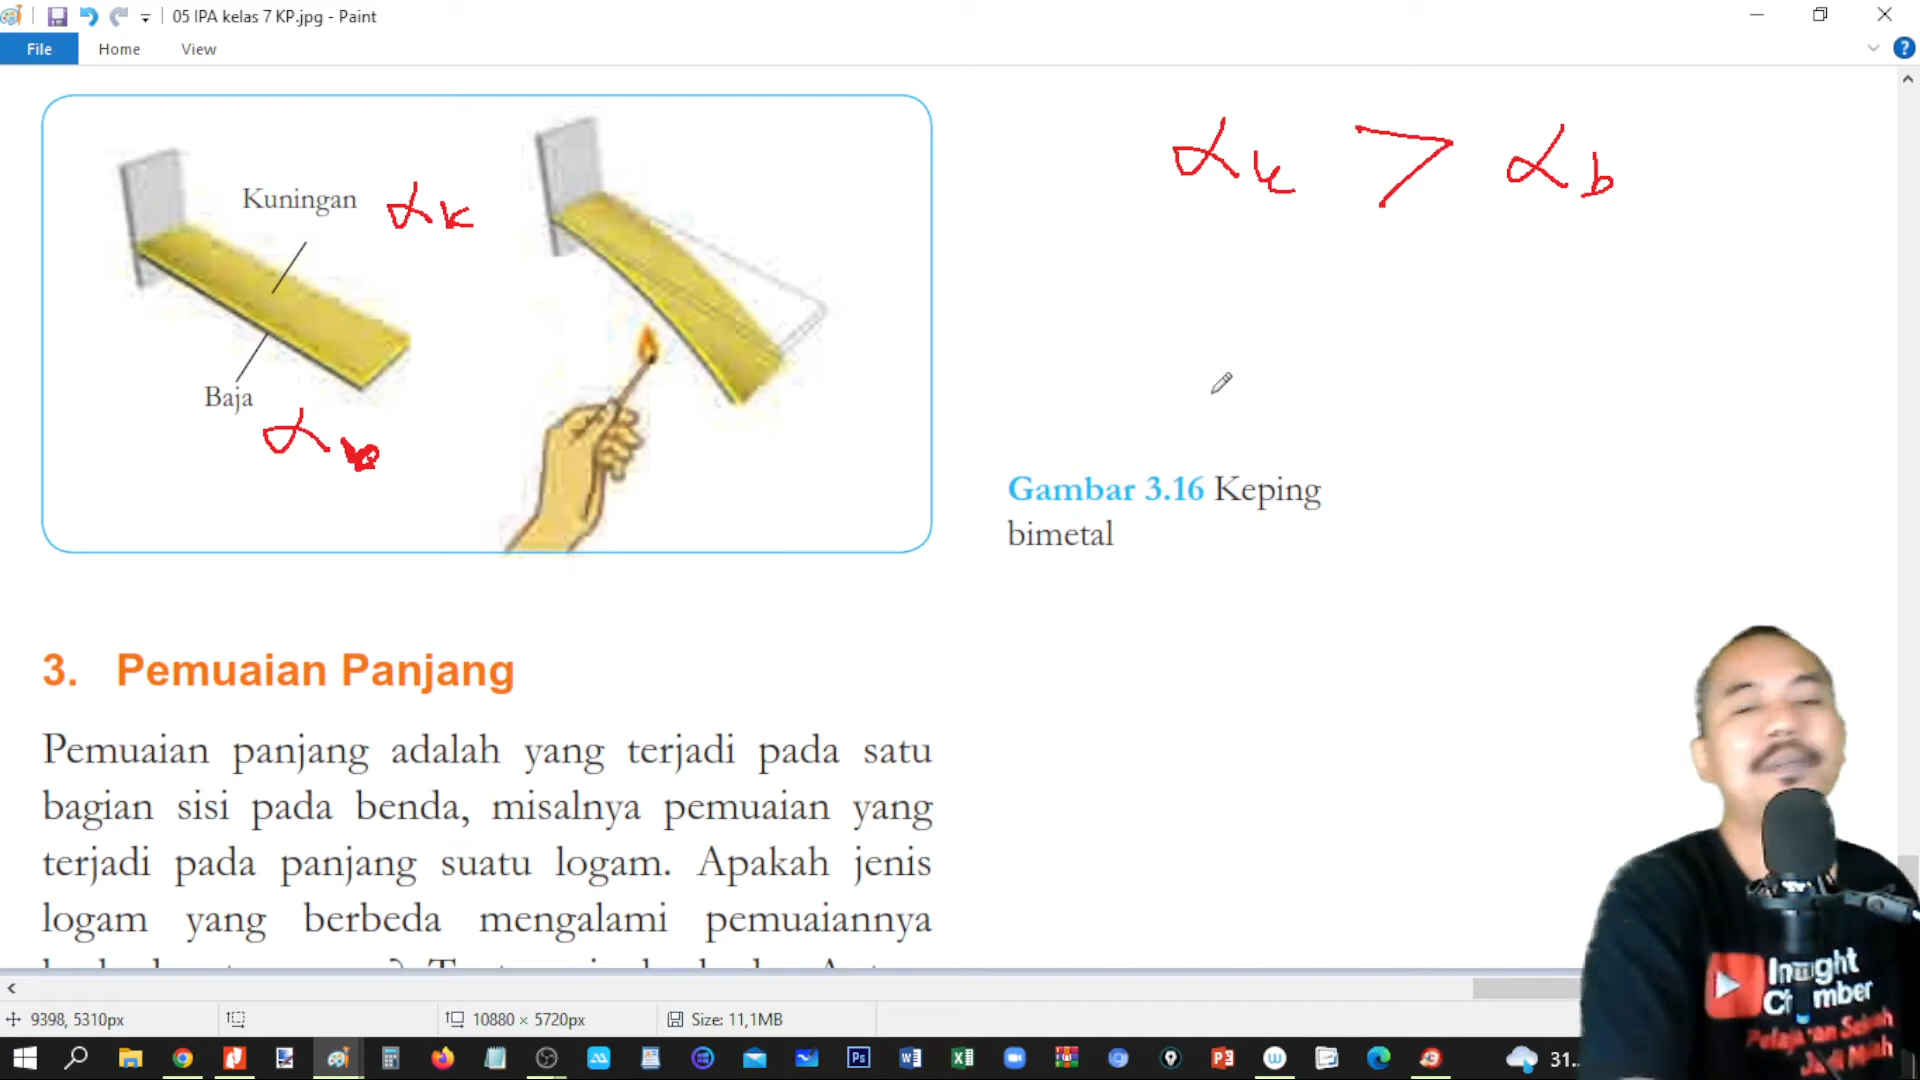 05 IPA kelas 7 KP.jpg - Paint
File Home View
Kuningan αk
Baja α
αk > αb
Gambar 3.16 Keping
bimetal
3. Pemuaian Panjang
Pemuaian panjang adalah yang terjadi pada satu
bagian sisi pada benda, misalnya pemuaian yang
terjadi pada panjang suatu logam. Apakah jenis
logam yang berbeda mengalami pemuaiannya
Chamber
9398, 5310px
10880 × 5720px
Size: 11,1MB
31